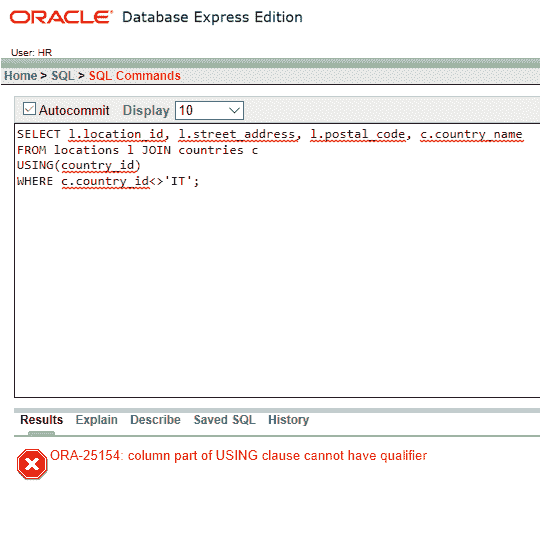 ORACLE Database Express Edition
User: HR
Home > SQL > SQL Commands
Autocommit Display 10
SELECT l.location_id, l.street_address, l.postal_code, c.country_name
FROM locations l JOIN countries c
USING(country_id)
WHERE c.country_id<>'IT';
Results Explain Describe Saved SQL History
ORA-25154: column part of USING clause cannot have qualifier